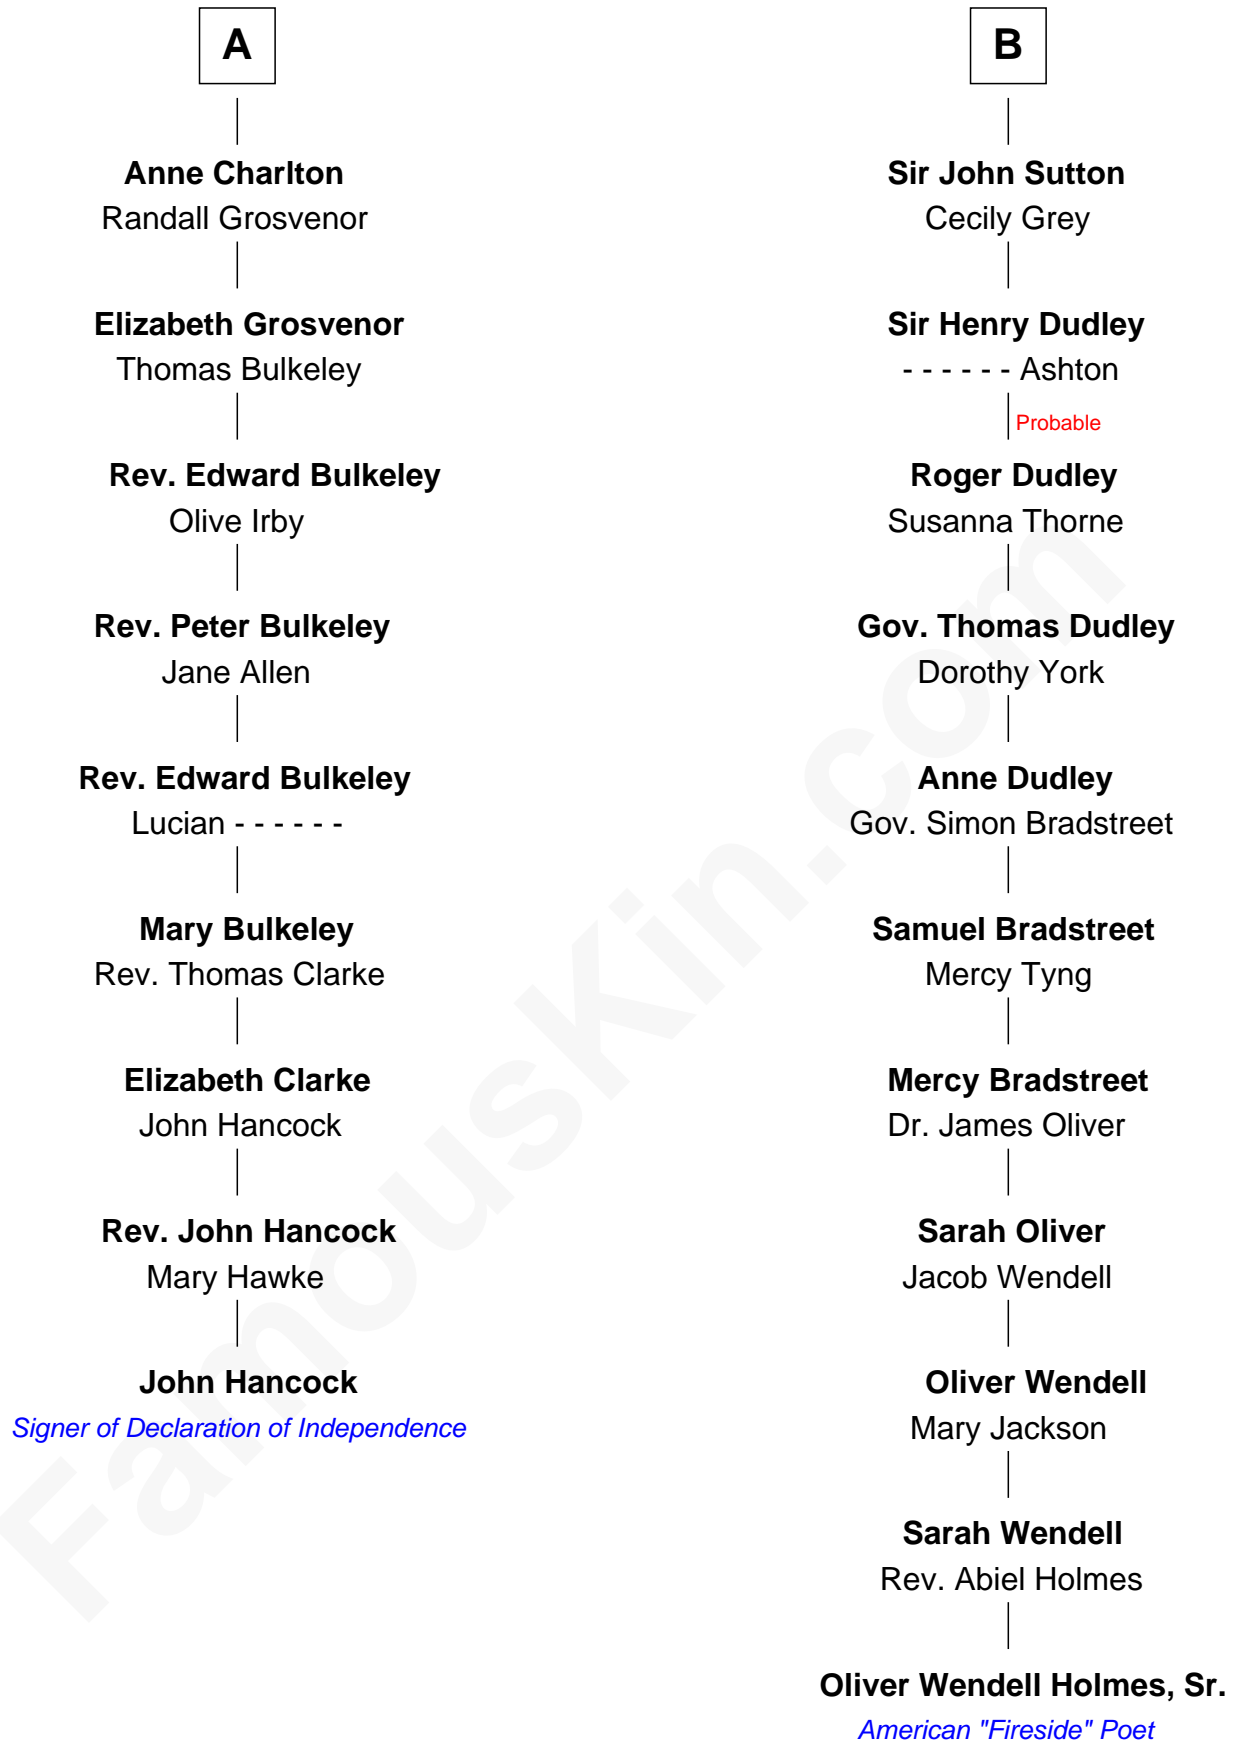 A
Anne Charlton
Randall Grosvenor
Elizabeth Grosvenor
Thomas Bulkeley
Rev. Edward Bulkeley
Olive Irby
Rev. Peter Bulkeley
Jane Allen
Rev. Edward Bulkeley
Lucian - - - - - -
Mary Bulkeley
Rev. Thomas Clarke
Elizabeth Clarke
John Hancock
Rev. John Hancock
Mary Hawke
John Hancock
Signer of Declaration of Independence
B
Sir John Sutton
Cecily Grey
Sir Henry Dudley
- - - - - - Ashton
Probable
Roger Dudley
Susanna Thorne
Gov. Thomas Dudley
Dorothy York
Anne Dudley
Gov. Simon Bradstreet
Samuel Bradstreet
Mercy Tyng
Mercy Bradstreet
Dr. James Oliver
Sarah Oliver
Jacob Wendell
Oliver Wendell
Mary Jackson
Sarah Wendell
Rev. Abiel Holmes
Oliver Wendell Holmes, Sr.
American "Fireside" Poet
FamousKin.com